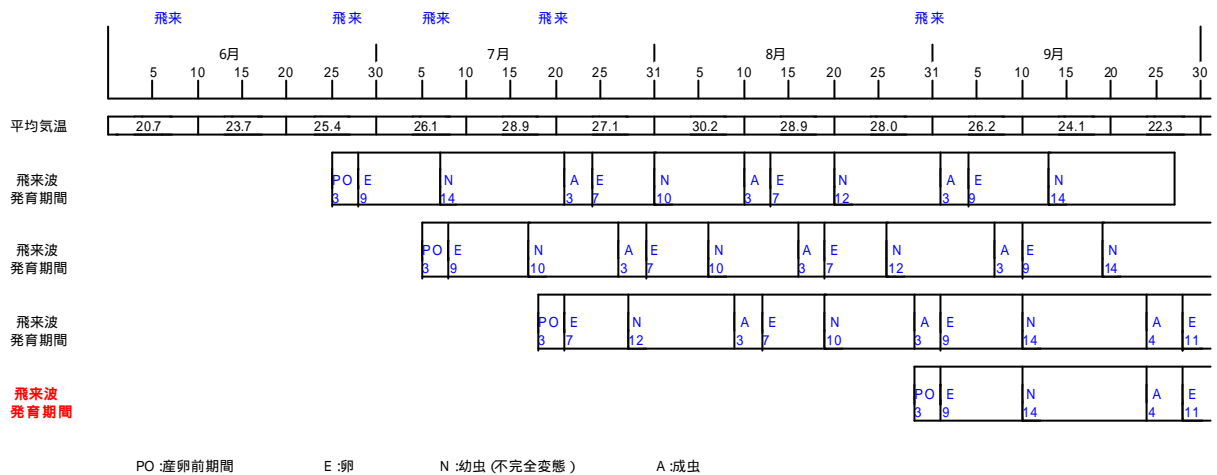 飛来 飛来 飛来 飛来 飛来
6月 7月 8月 9月
5 10 15 20 25 30 5 10 15 20 25 31 5 10 15 20 25 31 5 10 15 20 25 30
平均気温 20.7 23.7 25.4 26.1 28.9 27.1 30.2 28.9 28.0 26.2 24.1 22.3
飛来波 PO E N A E N A E N A E N
発育期間 3 9 14 3 7 10 3 7 12 3 9 14
飛来波 PO E N A E N A E N A E N
発育期間 3 9 10 3 7 10 3 7 12 3 9 14
飛来波 PO E N A E N A E N A E
発育期間 3 7 12 3 7 10 3 9 14 4 11
飛来波 PO E N A E
発育期間 3 9 14 4 11
PO :産卵前期間 E :卵 N :幼虫 (不完全変態 ) A :成虫